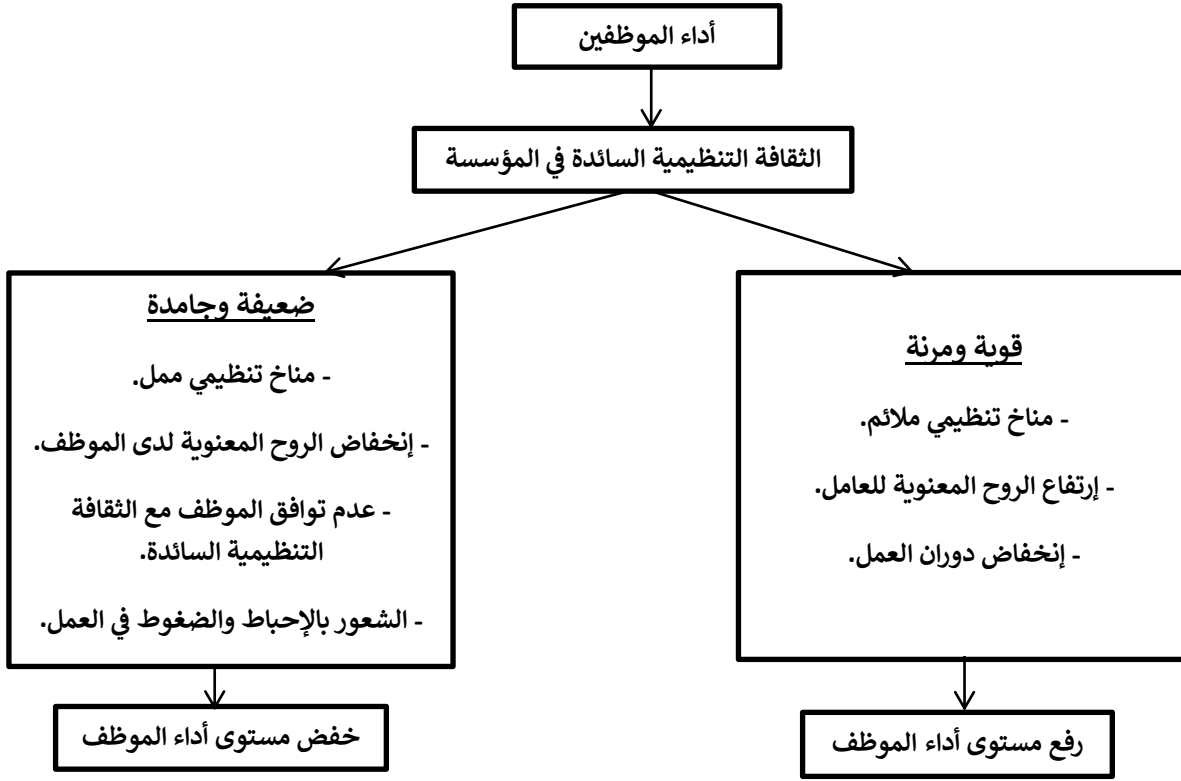 أداء الموظفين
الثقافة التنظيمية السائدة في المؤسسة
قوية ومرنة
- مناخ تنظيمي ملائم.
- إرتفاع الروح المعنوية للعامل.
- إنخفاض دوران العمل.
ضعيفة وجامدة
- مناخ تنظيمي ممل.
- إنخفاض الروح المعنوية لدى الموظف.
- عدم توافق الموظف مع الثقافة
التنظيمية السائدة.
- الشعور بالإحباط والضغوط في العمل.
رفع مستوى أداء الموظف
خفض مستوى أداء الموظف